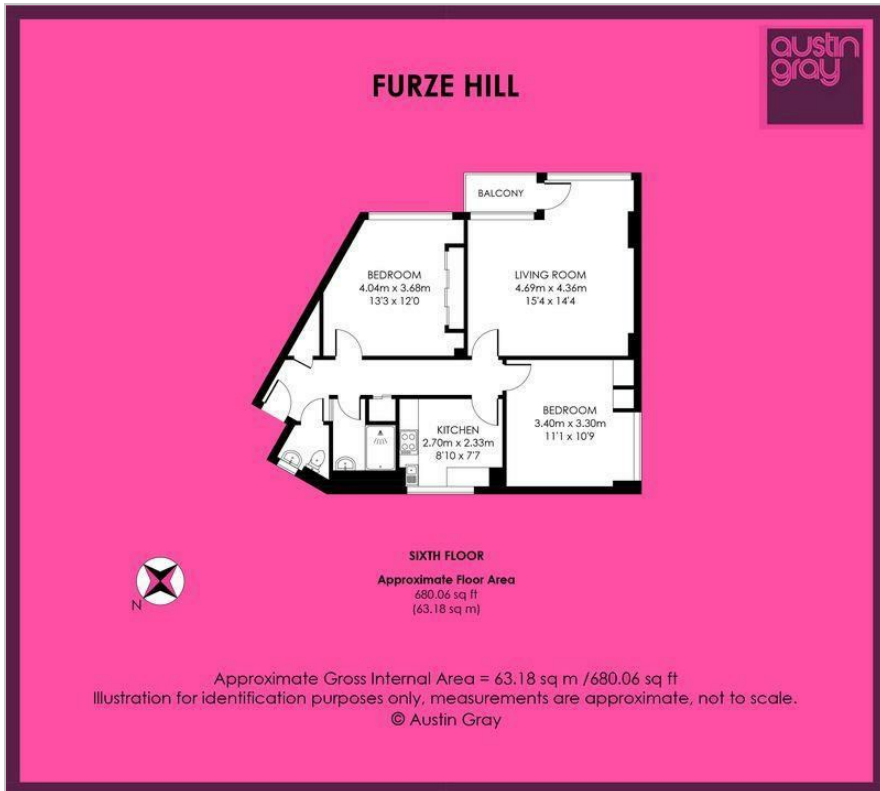 austin
gray
FURZE HILL
BALCONY
BEDROOM
4.04m x 3.68m
13'3 x 12'0
LIVING ROOM
4.69m x 4.36m
15'4 x 14'4
BEDROOM
3.40m x 3.30m
11'1 x 10'9
KITCHEN
2.70m x 2.33m
8'10 x 7'7
N
SIXTH FLOOR
Approximate Floor Area
680.06 sq ft
(63.18 sq m)
Approximate Gross Internal Area = 63.18 sq m /680.06 sq ft
Illustration for identification purposes only, measurements are approximate, not to scale.
© Austin Gray